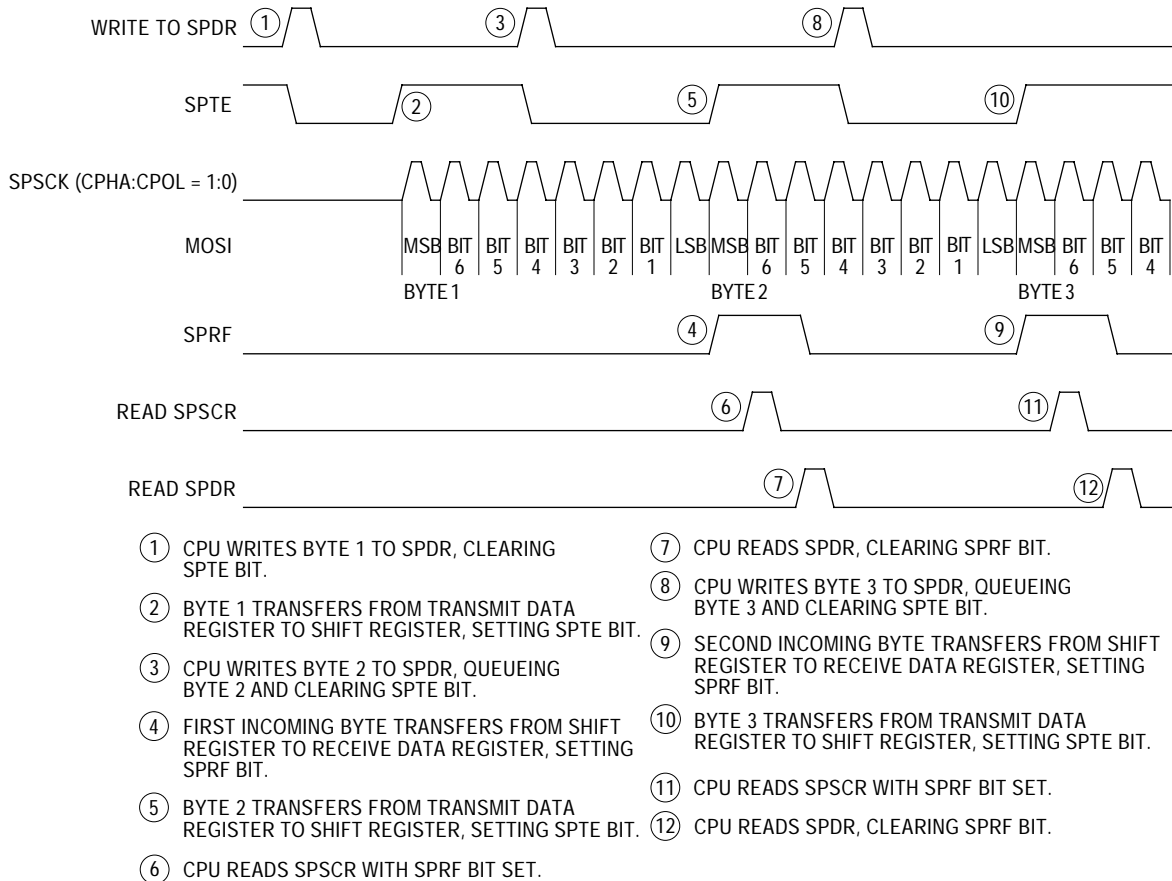 WRITE TO SPDR 1 3 8
SPTE 2 5 10
SPSCK (CPHA:CPOL = 1:0)
MOSI MSB BIT 6 BIT 5 BIT 4 BIT 3 BIT 2 BIT 1 LSB MSB BIT 6 BIT 5 BIT 4 BIT 3 BIT 2 BIT 1 LSB MSB BIT 6 BIT 5 BIT 4
BYTE 1 BYTE 2 BYTE 3
SPRF 4 9
READ SPSCR 6 11
READ SPDR 7 12
1 CPU WRITES BYTE 1 TO SPDR, CLEARING
SPTE BIT.
2 BYTE 1 TRANSFERS FROM TRANSMIT DATA
REGISTER TO SHIFT REGISTER, SETTING SPTE BIT.
3 CPU WRITES BYTE 2 TO SPDR, QUEUEING
BYTE 2 AND CLEARING SPTE BIT.
4 FIRST INCOMING BYTE TRANSFERS FROM SHIFT
REGISTER TO RECEIVE DATA REGISTER, SETTING
SPRF BIT.
5 BYTE 2 TRANSFERS FROM TRANSMIT DATA
REGISTER TO SHIFT REGISTER, SETTING SPTE BIT.
6 CPU READS SPSCR WITH SPRF BIT SET.
7 CPU READS SPDR, CLEARING SPRF BIT.
8 CPU WRITES BYTE 3 TO SPDR, QUEUEING
BYTE 3 AND CLEARING SPTE BIT.
9 SECOND INCOMING BYTE TRANSFERS FROM SHIFT
REGISTER TO RECEIVE DATA REGISTER, SETTING
SPRF BIT.
10 BYTE 3 TRANSFERS FROM TRANSMIT DATA
REGISTER TO SHIFT REGISTER, SETTING SPTE BIT.
11 CPU READS SPSCR WITH SPRF BIT SET.
12 CPU READS SPDR, CLEARING SPRF BIT.